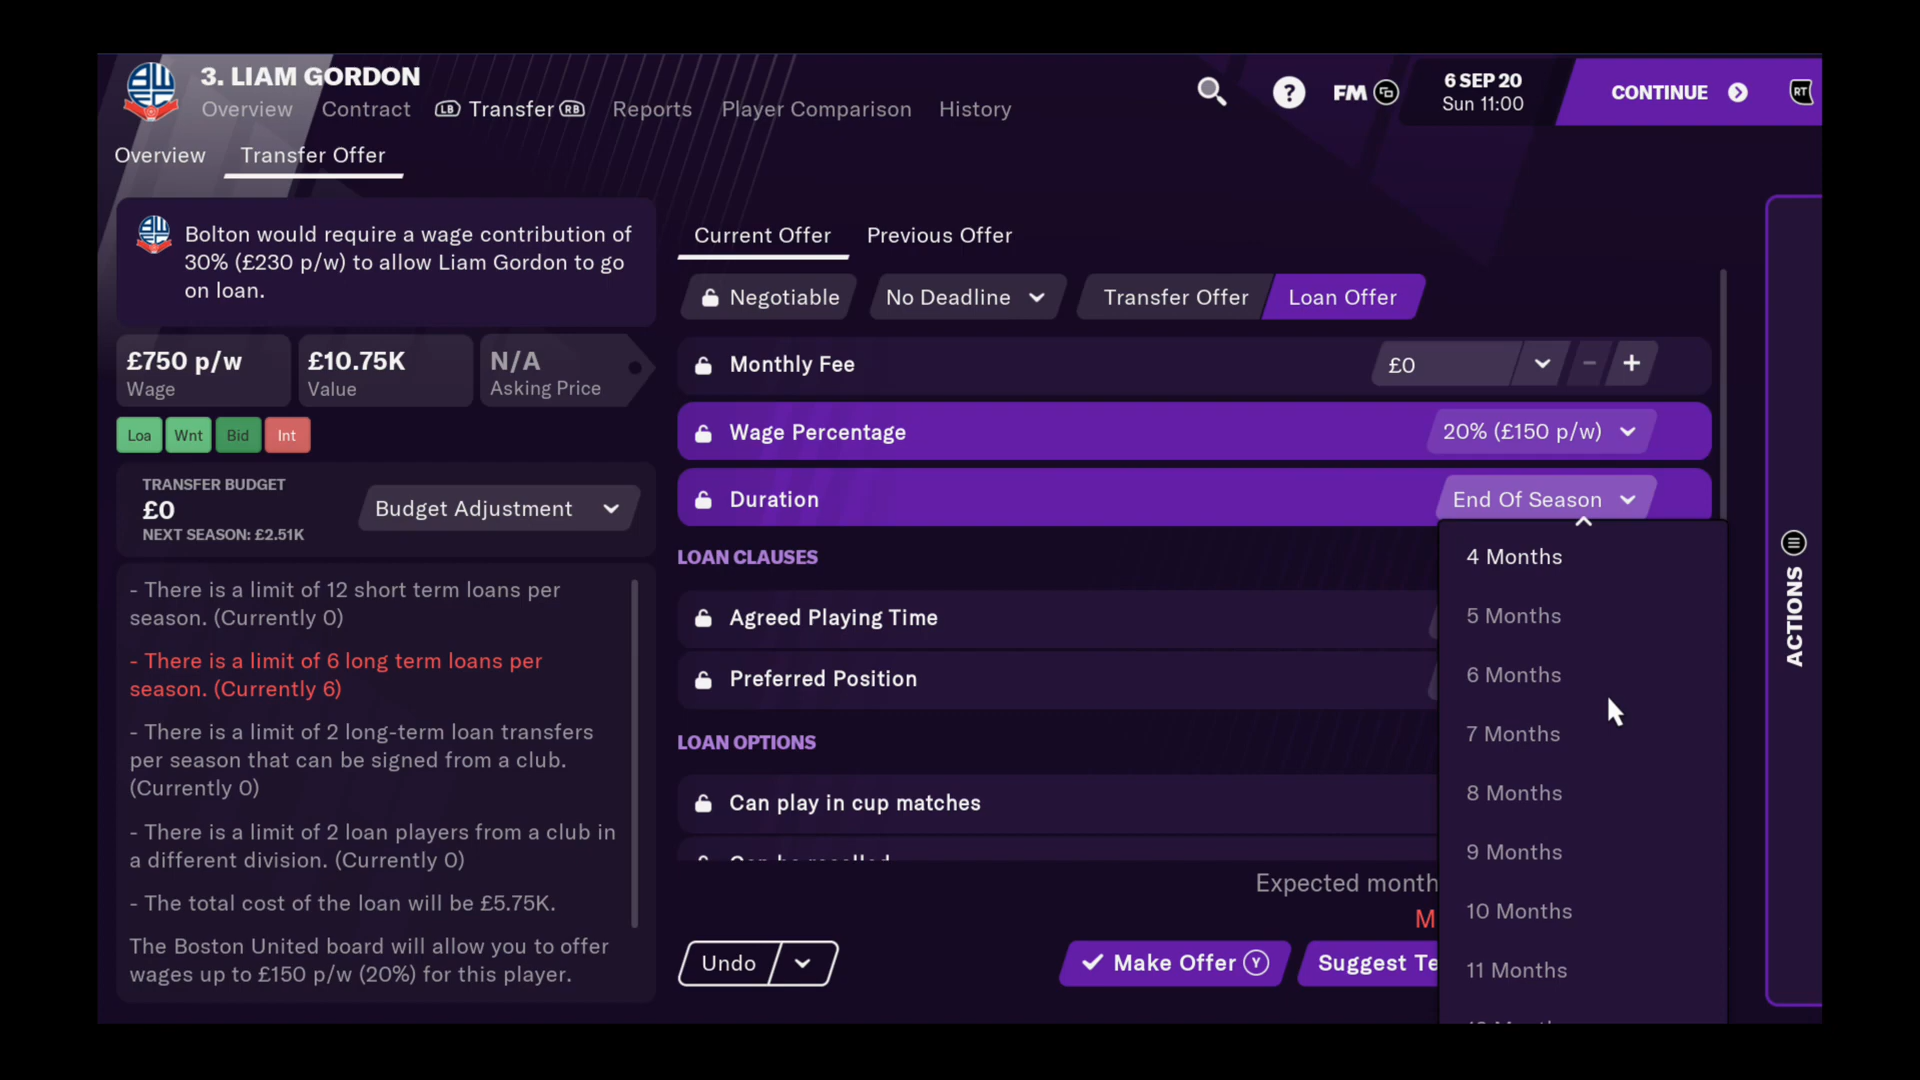 3. LIAM GORDON
Overview Contract LB Transfer RB Reports Player Comparison History
? FM
6 SEP 20
Sun 11:00
CONTINUE RT
Overview Transfer Offer
Bolton would require a wage contribution of
30% (£230 p/w) to allow Liam Gordon to go
on loan.
£750 p/w
Wage
£10.75K
Value
N/A
Asking Price
Loa Wnt Bid Int
TRANSFER BUDGET
£0
NEXT SEASON: £2.51K
Budget Adjustment
- There is a limit of 12 short term loans per
season. (Currently 0)
- There is a limit of 6 long term loans per
season. (Currently 6)
- There is a limit of 2 long-term loan transfers
per season that can be signed from a club.
(Currently 0)
- There is a limit of 2 loan players from a club in
a different division. (Currently 0)
- The total cost of the loan will be £5.75K.
The Boston United board will allow you to offer
wages up to £150 p/w (20%) for this player.
Current Offer Previous Offer
Negotiable No Deadline Transfer Offer Loan Offer
Monthly Fee £0 - +
Wage Percentage 20% (£150 p/w)
Duration End Of Season
LOAN CLAUSES
Agreed Playing Time
Preferred Position
LOAN OPTIONS
Can play in cup matches
4 Months
5 Months
6 Months
7 Months
8 Months
9 Months
10 Months
11 Months
Expected month
M
Undo
Make Offer Y
Suggest Te
ACTIONS